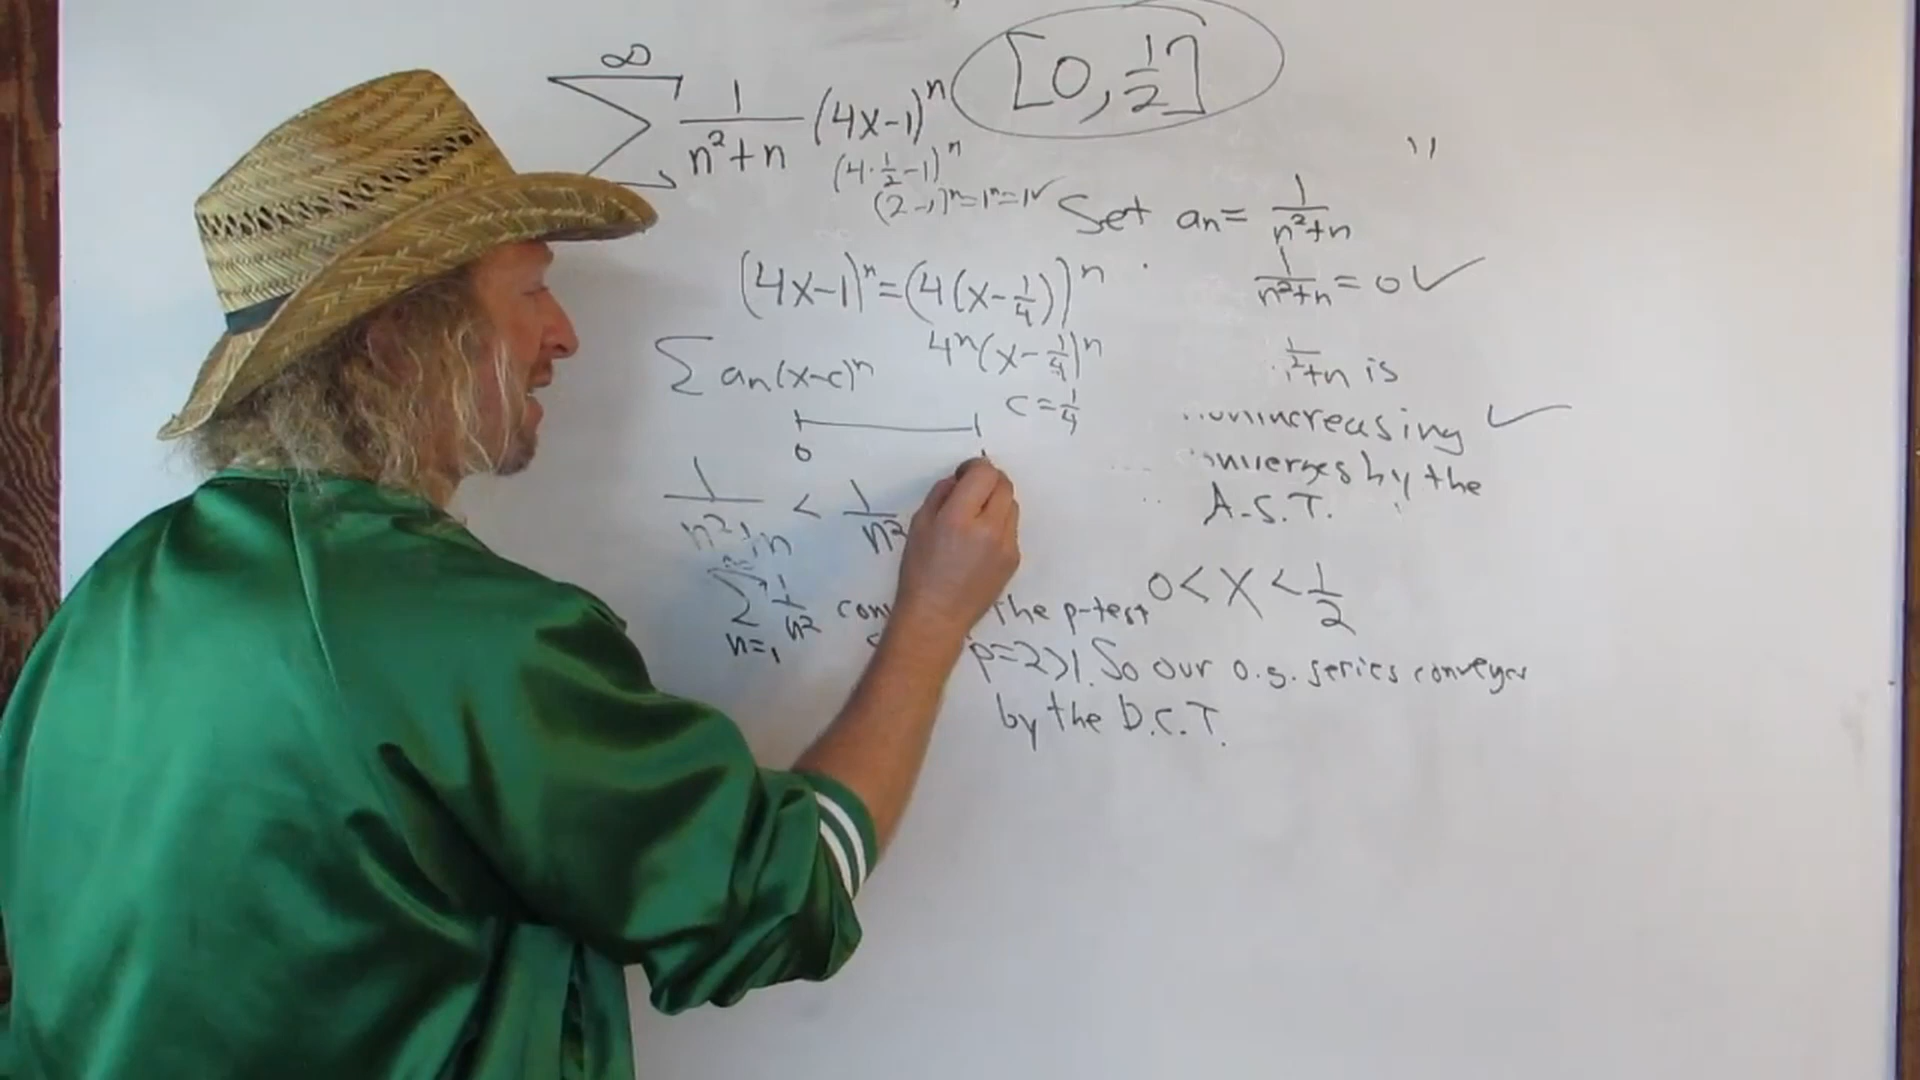 ∞
∑ 1/(n²+n) (4x-1)ⁿ [0, 1/2]
(4·1/2-1)ⁿ
(2-1)ⁿ=1ⁿ=1✓
Set an = 1/(n²+n)
(4x-1)ⁿ=(4(x-1/4))ⁿ
1/(n²+n) = 0 ✓
4ⁿ(x-1/4)ⁿ
∑ an(x-c)ⁿ
c=1/4
+n is
nonincreasing ✓
0
converges by the
A.S.T.
1/(n²+n) < 1/n²
0 < x < 1/2
∑ 1/n²
n=1
the p-test
p=2>1. So our o.g. series converges
by the D.C.T.